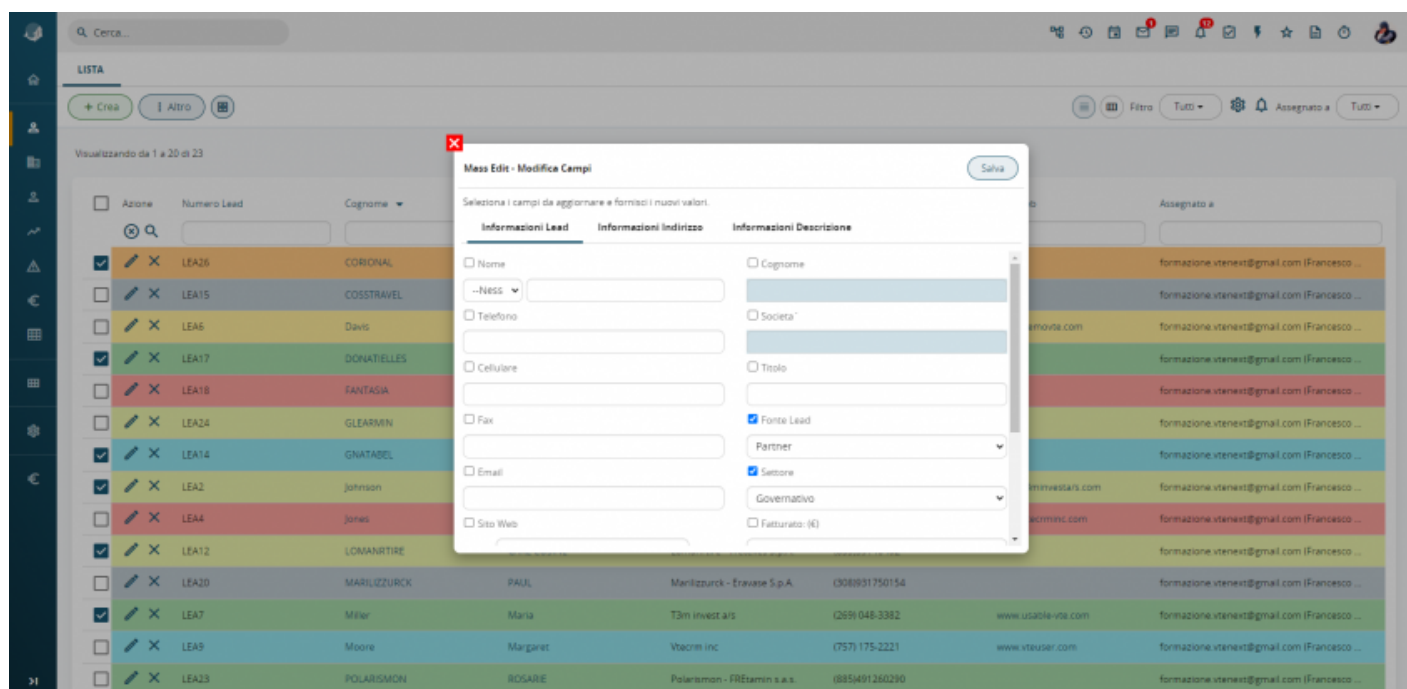 Cerca...
1
12
LISTA
+ Crea
Altro
Filtro
Tutti
Assegnato a
Tutti
Visualizzando da 1 a 20 di 23
Mass Edit - Modifica Campi
Salva
Seleziona i campi da aggiornare e fornisci i nuovi valori.
Informazioni Lead Informazioni Indirizzo Informazioni Descrizione
Nome Cognome
--Ness
Telefono Societa`
Cellulare Titolo
Fax Fonte Lead
Partner
Email Settore
Governativo
Sito Web Fatturato: (€)
Azione Numero Lead Cognome Assegnato a
LEA26 CORIONAL formazione.vtenext@gmail.com (Francesco ...
LEA15 COSSTRAVEL formazione.vtenext@gmail.com (Francesco ...
LEA6 Davis emovte.com formazione.vtenext@gmail.com (Francesco ...
LEA17 DONATIELLES formazione.vtenext@gmail.com (Francesco ...
LEA18 FANTASIA formazione.vtenext@gmail.com (Francesco ...
LEA24 GLEARMIN formazione.vtenext@gmail.com (Francesco ...
LEA14 GNATABEL formazione.vtenext@gmail.com (Francesco ...
LEA2 Johnson minvestars.com formazione.vtenext@gmail.com (Francesco ...
LEA4 Jones acrminc.com formazione.vtenext@gmail.com (Francesco ...
LEA12 LOMANRTIRE formazione.vtenext@gmail.com (Francesco ...
LEA20 MARILIZZURCK PAUL Marilizzurck - Eravase S.p.A. (308)931750154 formazione.vtenext@gmail.com (Francesco ...
LEA7 Miller Maria T3m invest a/s (269) 048-3382 www.usable-vte.com formazione.vtenext@gmail.com (Francesco ...
LEA9 Moore Margaret Vtecrm inc (757) 175-2221 www.vteuser.com formazione.vtenext@gmail.com (Francesco ...
LEA23 POLARISMON ROSARIE Polarismon - FREtamin s.a.s. (885)491260290 formazione.vtenext@gmail.com (Francesco ...